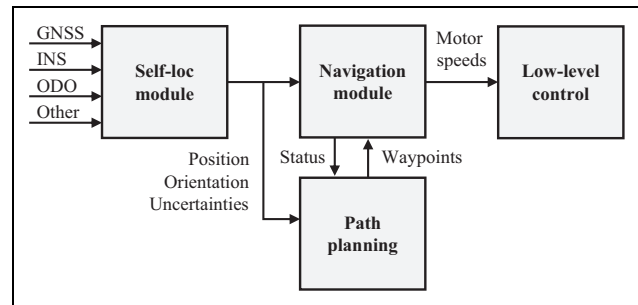 GNSS
INS
ODO
Other
Self-loc
module
Navigation
module
Motor
speeds
Low-level
control
Position
Orientation
Uncertainties
Status
Waypoints
Path
planning